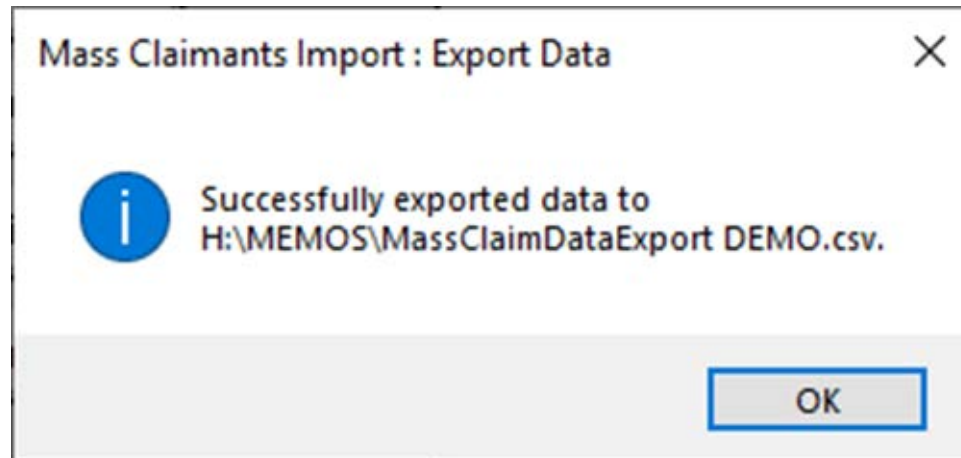 Mass Claimants Import : Export Data
Successfully exported data to
H:\MEMOS\MassClaimDataExport DEMO.csv.
OK